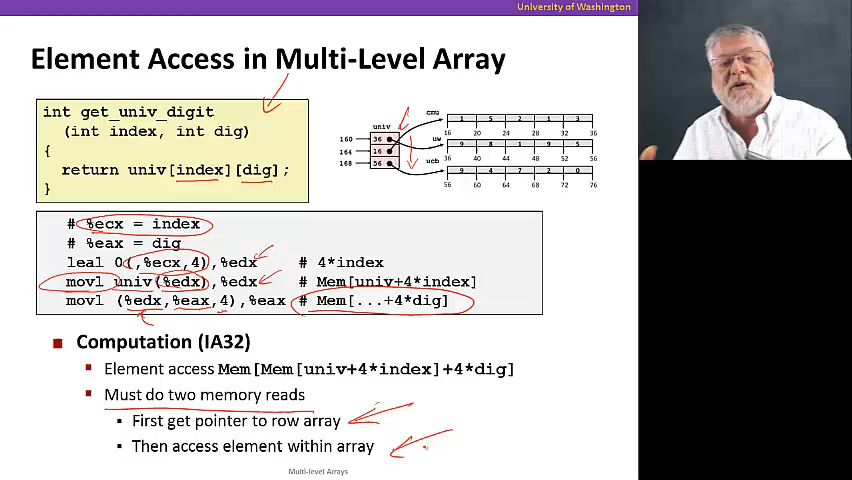 University of Washington
Element Access in Multi-Level Array
int get_univ_digit
(int index, int dig)
{
return univ[index][dig];
}
univ
160 36
164 16
168 56
cmu
1 5 2 1 3
16 20 24 28 32 36
uw
9 8 1 9 5
36 40 44 48 52 56
ucb
9 4 7 2 0
56 60 64 68 72 76
# %ecx = index
# %eax = dig
leal 0(,%ecx,4),%edx # 4*index
movl univ(%edx),%edx # Mem[univ+4*index]
movl (%edx,%eax,4),%eax # Mem[...+4*dig]
Computation (IA32)
Element access Mem[Mem[univ+4*index]+4*dig]
Must do two memory reads
First get pointer to row array
Then access element within array
Multi-level Arrays